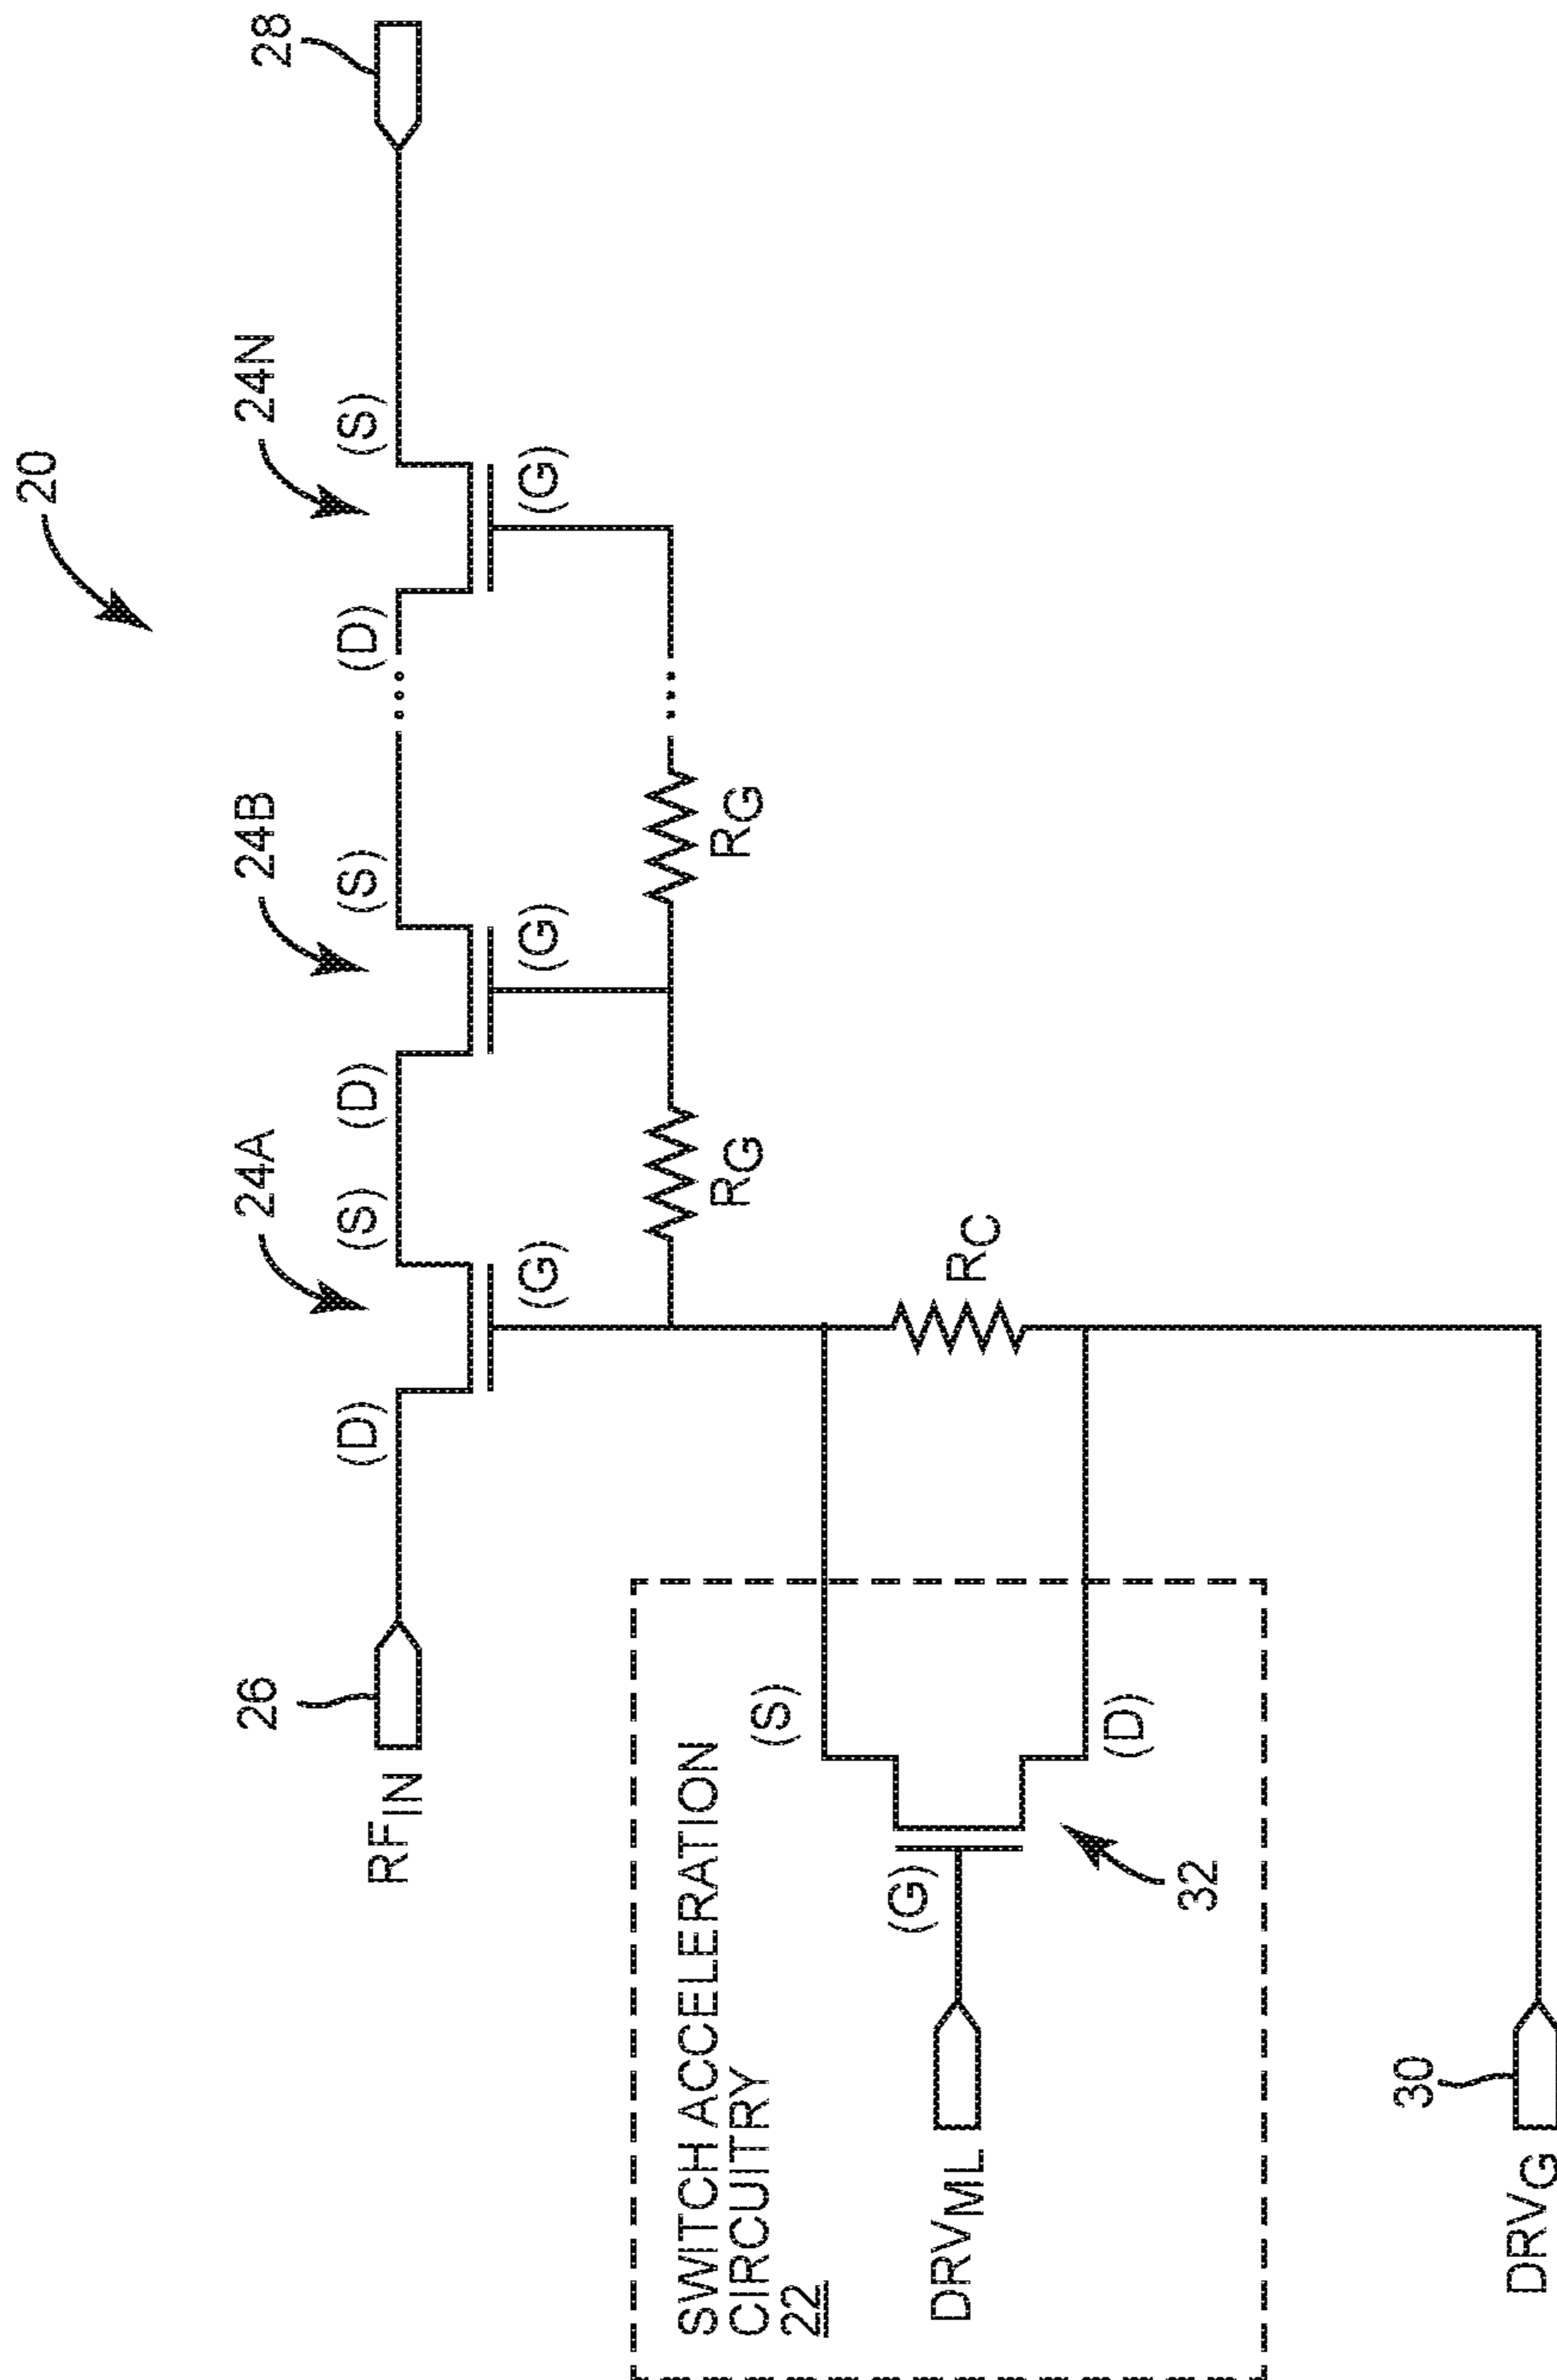 20
24A
24B
24N
28
26
(D)
(S)
(D)
(S)
(D)
(S)
RFIN
(G)
(G)
(G)
RG
RG
SWITCH ACCELERATION
CIRCUITRY
22
(S)
RC
(G)
DRVML
(D)
32
30
DRVG